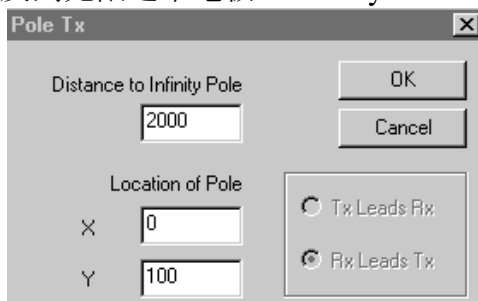 Pole Tx
Distance to Infinity Pole
2000
OK
Cancel
Location of Pole
X 0
Y 100
Tx Leads Rx
Rx Leads Tx